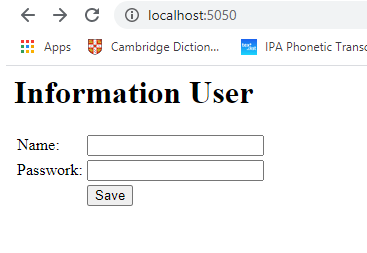 localhost:5050
Apps Cambridge Diction... IPA Phonetic Transc
Information User
Name:
Passwork:
Save